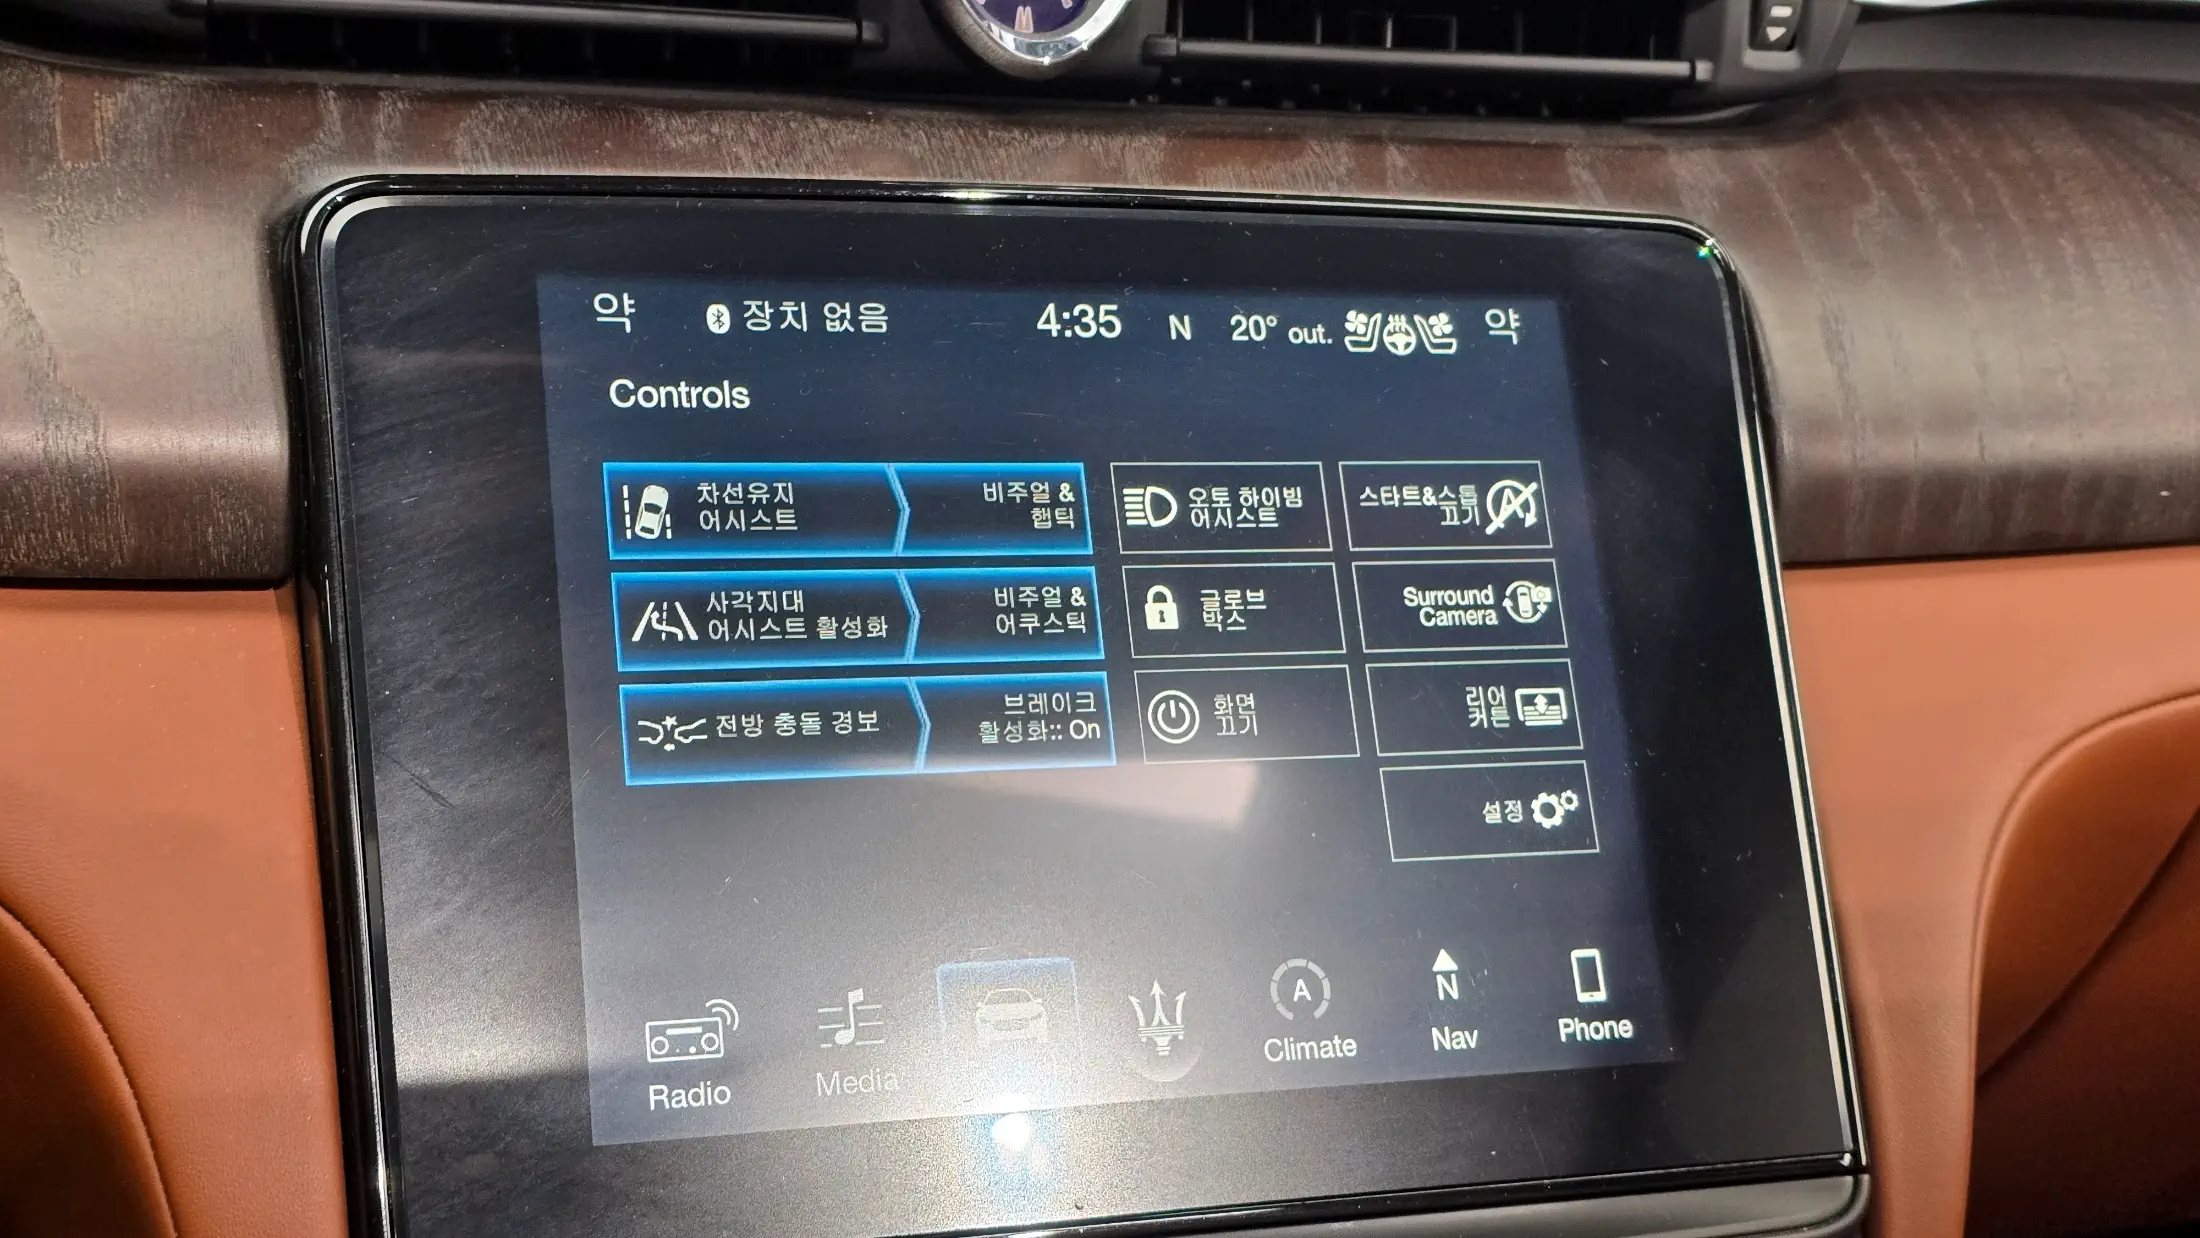 약
장치 없음
4:35
N
20° out.
약
Controls
차선유지
어시스트
비주얼 &
햅틱
오토 하이빔
어시스트
스타트&스톱
끄기
사각지대
어시스트 활성화
비주얼 &
어쿠스틱
글로브
박스
Surround
Camera
전방 충돌 경보
브레이크
활성화:: On
화면
끄기
리어
커튼
설정
Radio
Media
A
Climate
N
Nav
Phone